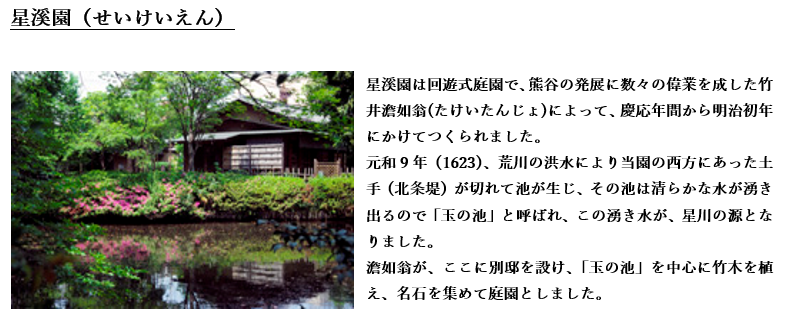 星溪園（せいけいえん）
星溪園は回遊式庭園で、熊谷の発展に数々の偉業を成した竹
井澹如翁(たけいたんじょ)によって、慶応年間から明治初年
にかけてつくられました。
元和９年（1623)、荒川の洪水により当園の西方にあった土
手（北条堤）が切れて池が生じ、その池は清らかな水が湧き
出るので「玉の池」と呼ばれ、この湧き水が、星川の源とな
りました。
澹如翁が、ここに別邸を設け、「玉の池」を中心に竹木を植
え、名石を集めて庭園としました。